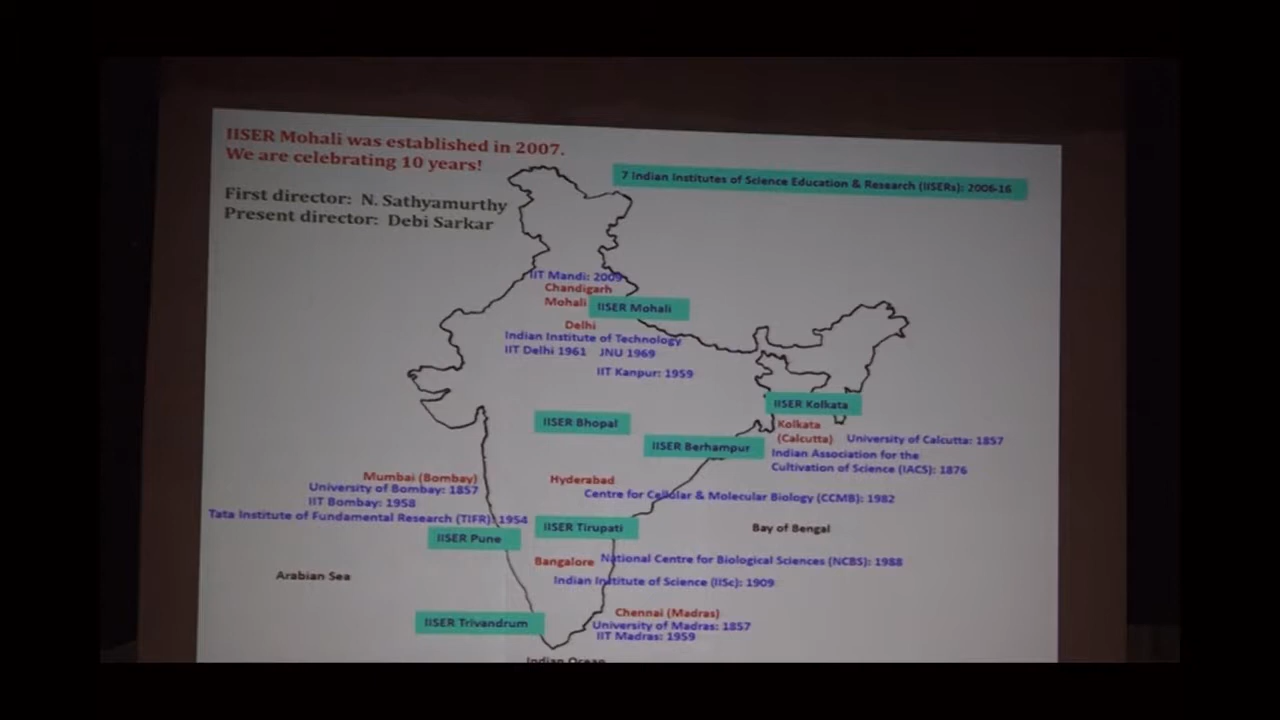 IISER Mohali was established in 2007.
We are celebrating 10 years!
7 Indian Institutes of Science Education & Research (IISERs): 2006-16
First director: N. Sathyamurthy
Present director: Debi Sarkar
IIT Mandi: 2009
Chandigarh
Mohali
IISER Mohali
Delhi
Indian Institute of Technology
IIT Delhi 1961 JNU 1969
IIT Kanpur: 1959
IISER Kolkata
IISER Bhopal
Kolkata
(Calcutta) University of Calcutta: 1857
IISER Berhampur
Indian Association for the
Cultivation of Science (IACS): 1876
Mumbai (Bombay)
University of Bombay: 1857
IIT Bombay: 1958
Tata Institute of Fundamental Research (TIFR): 1954
Hyderabad
Centre for Cellular & Molecular Biology (CCMB): 1982
IISER Tirupati
Bay of Bengal
IISER Pune
Bangalore National Centre for Biological Sciences (NCBS): 1988
Indian Institute of Science (IISc): 1909
Arabian Sea
Chennai (Madras)
University of Madras: 1857
IIT Madras: 1959
IISER Trivandrum
Indian Ocean